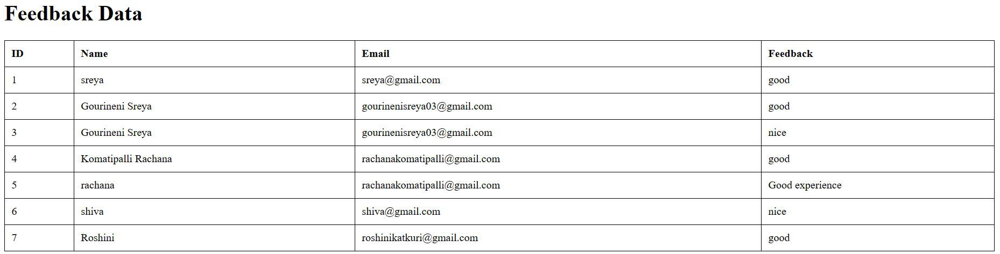 Feedback Data
ID Name Email Feedback
1 sreya sreya@gmail.com good
2 Gourineni Sreya gourinenisreya03@gmail.com good
3 Gourineni Sreya gourinenisreya03@gmail.com nice
4 Komatipalli Rachana rachanakomatipalli@gmail.com good
5 rachana rachanakomatipalli@gmail.com Good experience
6 shiva shiva@gmail.com nice
7 Roshini roshinikatkuri@gmail.com good